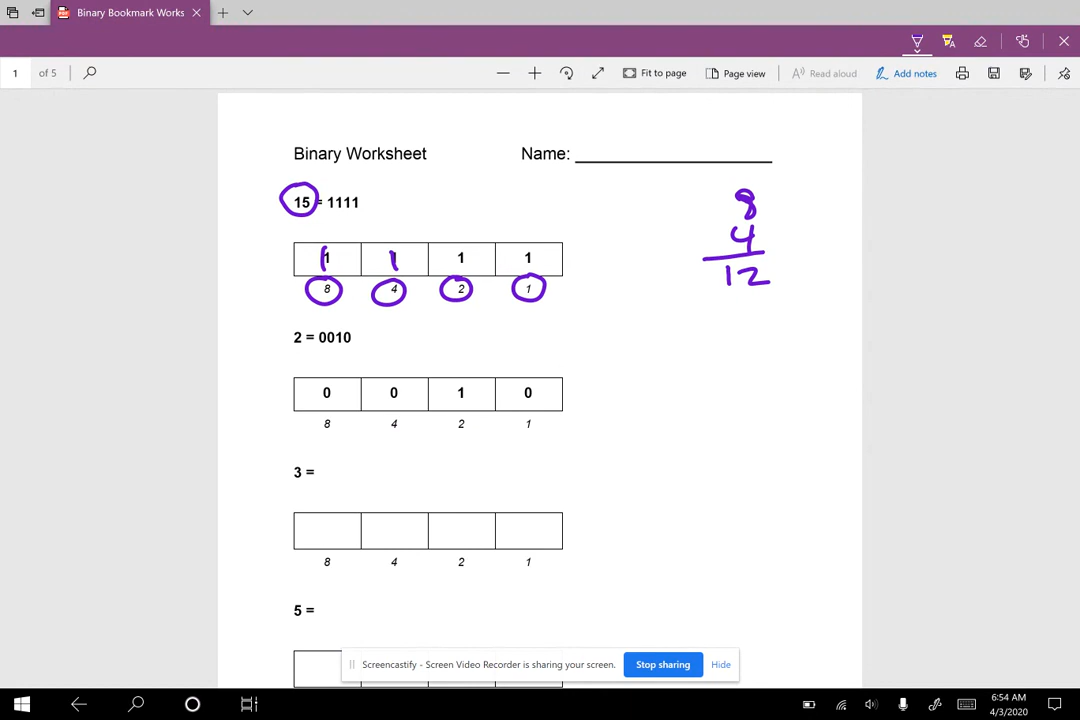 Binary Bookmark Works
1 of 5
Fit to page
Page view
Read aloud
Add notes
Binary Worksheet Name:
15 = 1111
1 1 1 1
8 4 2 1
8
4
12
2 = 0010
0 0 1 0
8 4 2 1
3 =
8 4 2 1
5 =
Screencastify - Screen Video Recorder is sharing your screen.
Stop sharing
Hide
6:54 AM
4/3/2020